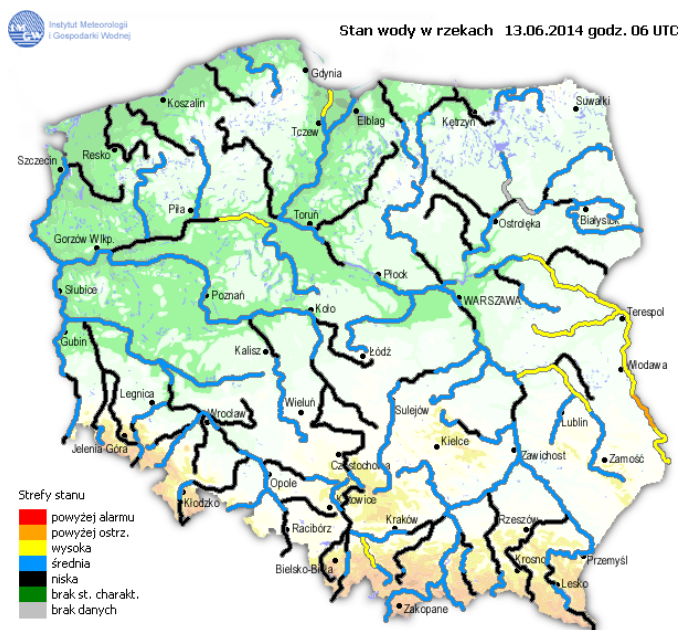 Instytut Meteorologii
i Gospodarki Wodnej
IMGW
Stan wody w rzekach 13.06.2014 godz. 06 UTC
Gdynia
Koszalin
Suwałki
Tczew
Elbląg
Kętrzyn
Resko
Szczecin
Piła
Toruń
Ostrołęka
Białystok
Gorzów Wlkp.
Płock
Słubice
Poznań
Koło
WARSZAWA
Terespol
Gubin
Kalisz
Łódź
Włodawa
Legnica
Wieluń
Sulejów
Wrocław
Lublin
Jelenia Góra
Kielce
Zawichost
Zamość
Częstochowa
Opole
Strefy stanu
Kłodzko
Katowice
powyżej alarmu
Racibórz
Kraków
Rzeszów
powyżej ostrz.
wysoka
Krosno
Przemyśl
średnia
Bielsko-Biała
niska
Lesko
brak st. charakt.
Zakopane
brak danych